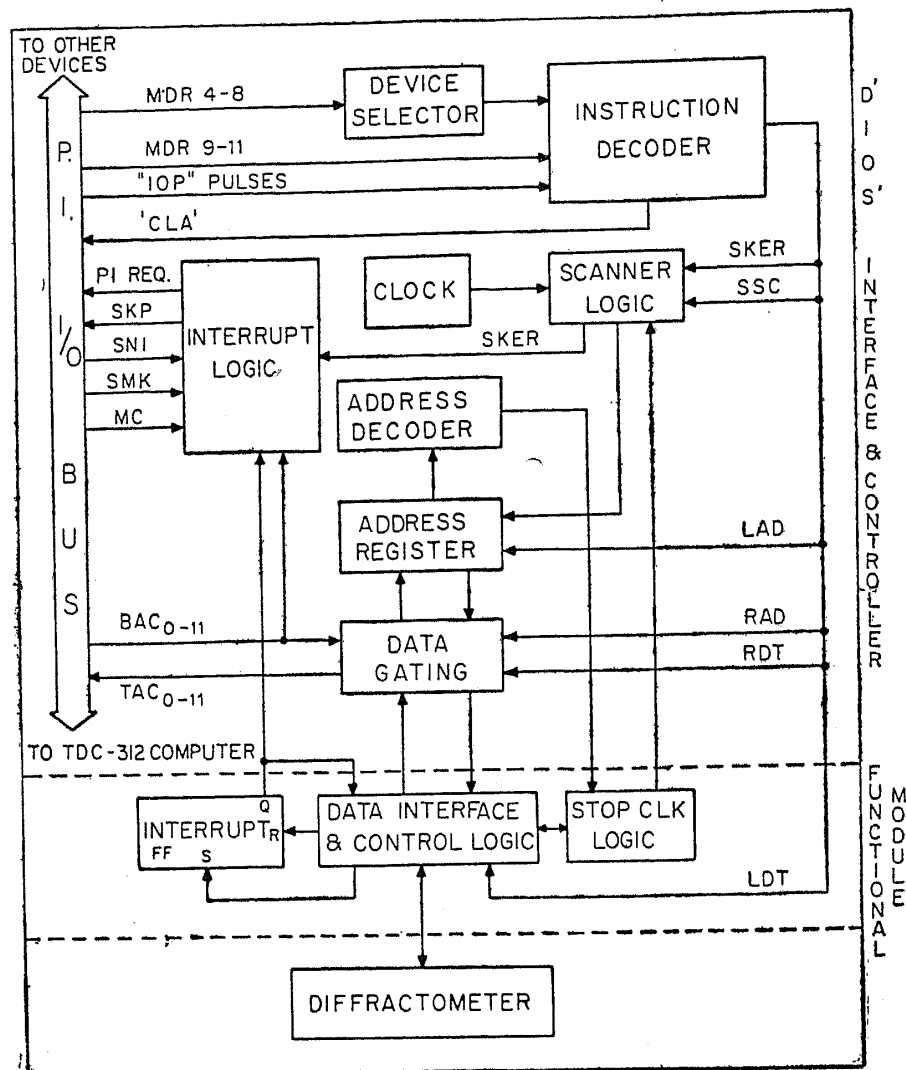 TO OTHER
DEVICES
MDR 4-8
DEVICE
SELECTOR
INSTRUCTION
DECODER
MDR 9-11
"IOP" PULSES
'CLA'
P. I. I/O BUS
PI REQ.
SKP
SNI
SMK
MC
INTERRUPT
LOGIC
CLOCK
SCANNER
LOGIC
SKER
SSC
SKER
ADDRESS
DECODER
ADDRESS
REGISTER
LAD
BAC0-11
TAC0-11
DATA
GATING
RAD
RDT
TO TDC-312 COMPUTER
D'IOS' INTERFACE & CONTROLLER
Q
INTERRUPT R
FF S
DATA INTERFACE
& CONTROL LOGIC
STOP CLK
LOGIC
LDT
FUNCTIONAL
MODULE
DIFFRACTOMETER